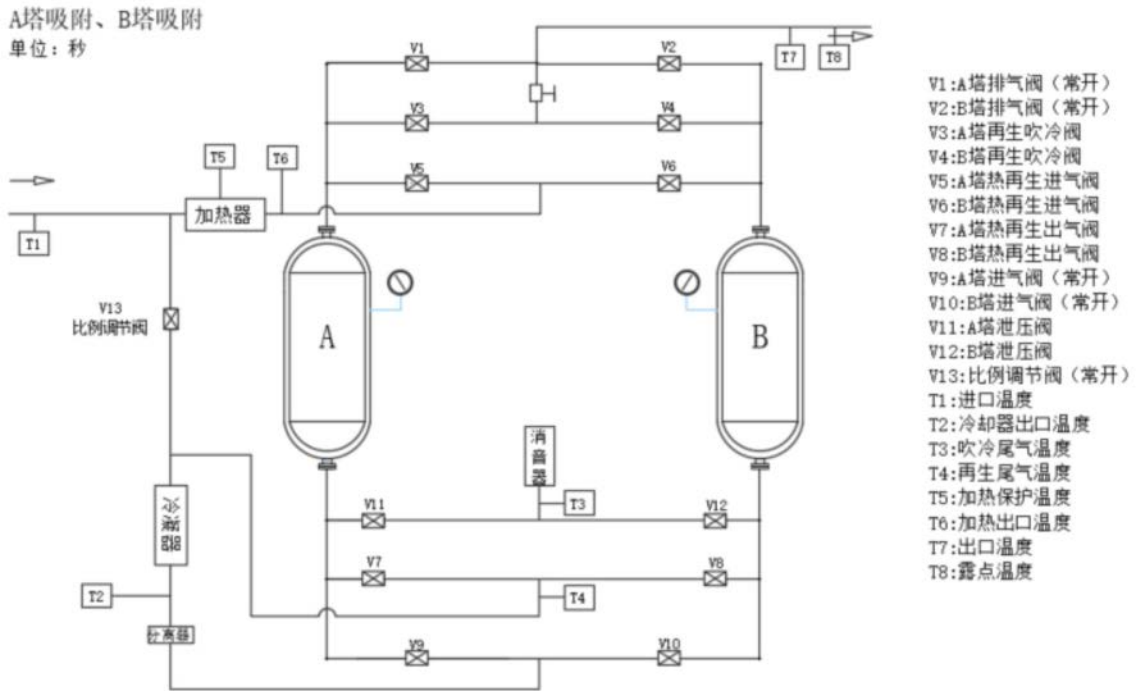 A塔吸附、B塔吸附
单位：秒
V1
V2
T7
T8
V3
V4
T5
T6
V5
V6
加热器
T1
V13
比例调节阀
A
B
消音器
冷凝器
T3
V11
V12
V7
V8
T2
T4
分离器
V9
V10
V1:A塔排气阀（常开）
V2:B塔排气阀（常开）
V3:A塔再生吹冷阀
V4:B塔再生吹冷阀
V5:A塔热再生进气阀
V6:B塔热再生进气阀
V7:A塔热再生出气阀
V8:B塔热再生出气阀
V9:A塔进气阀（常开）
V10:B塔进气阀（常开）
V11:A塔泄压阀
V12:B塔泄压阀
V13:比例调节阀（常开）
T1:进口温度
T2:冷却器出口温度
T3:吹冷尾气温度
T4:再生尾气温度
T5:加热保护温度
T6:加热出口温度
T7:出口温度
T8:露点温度